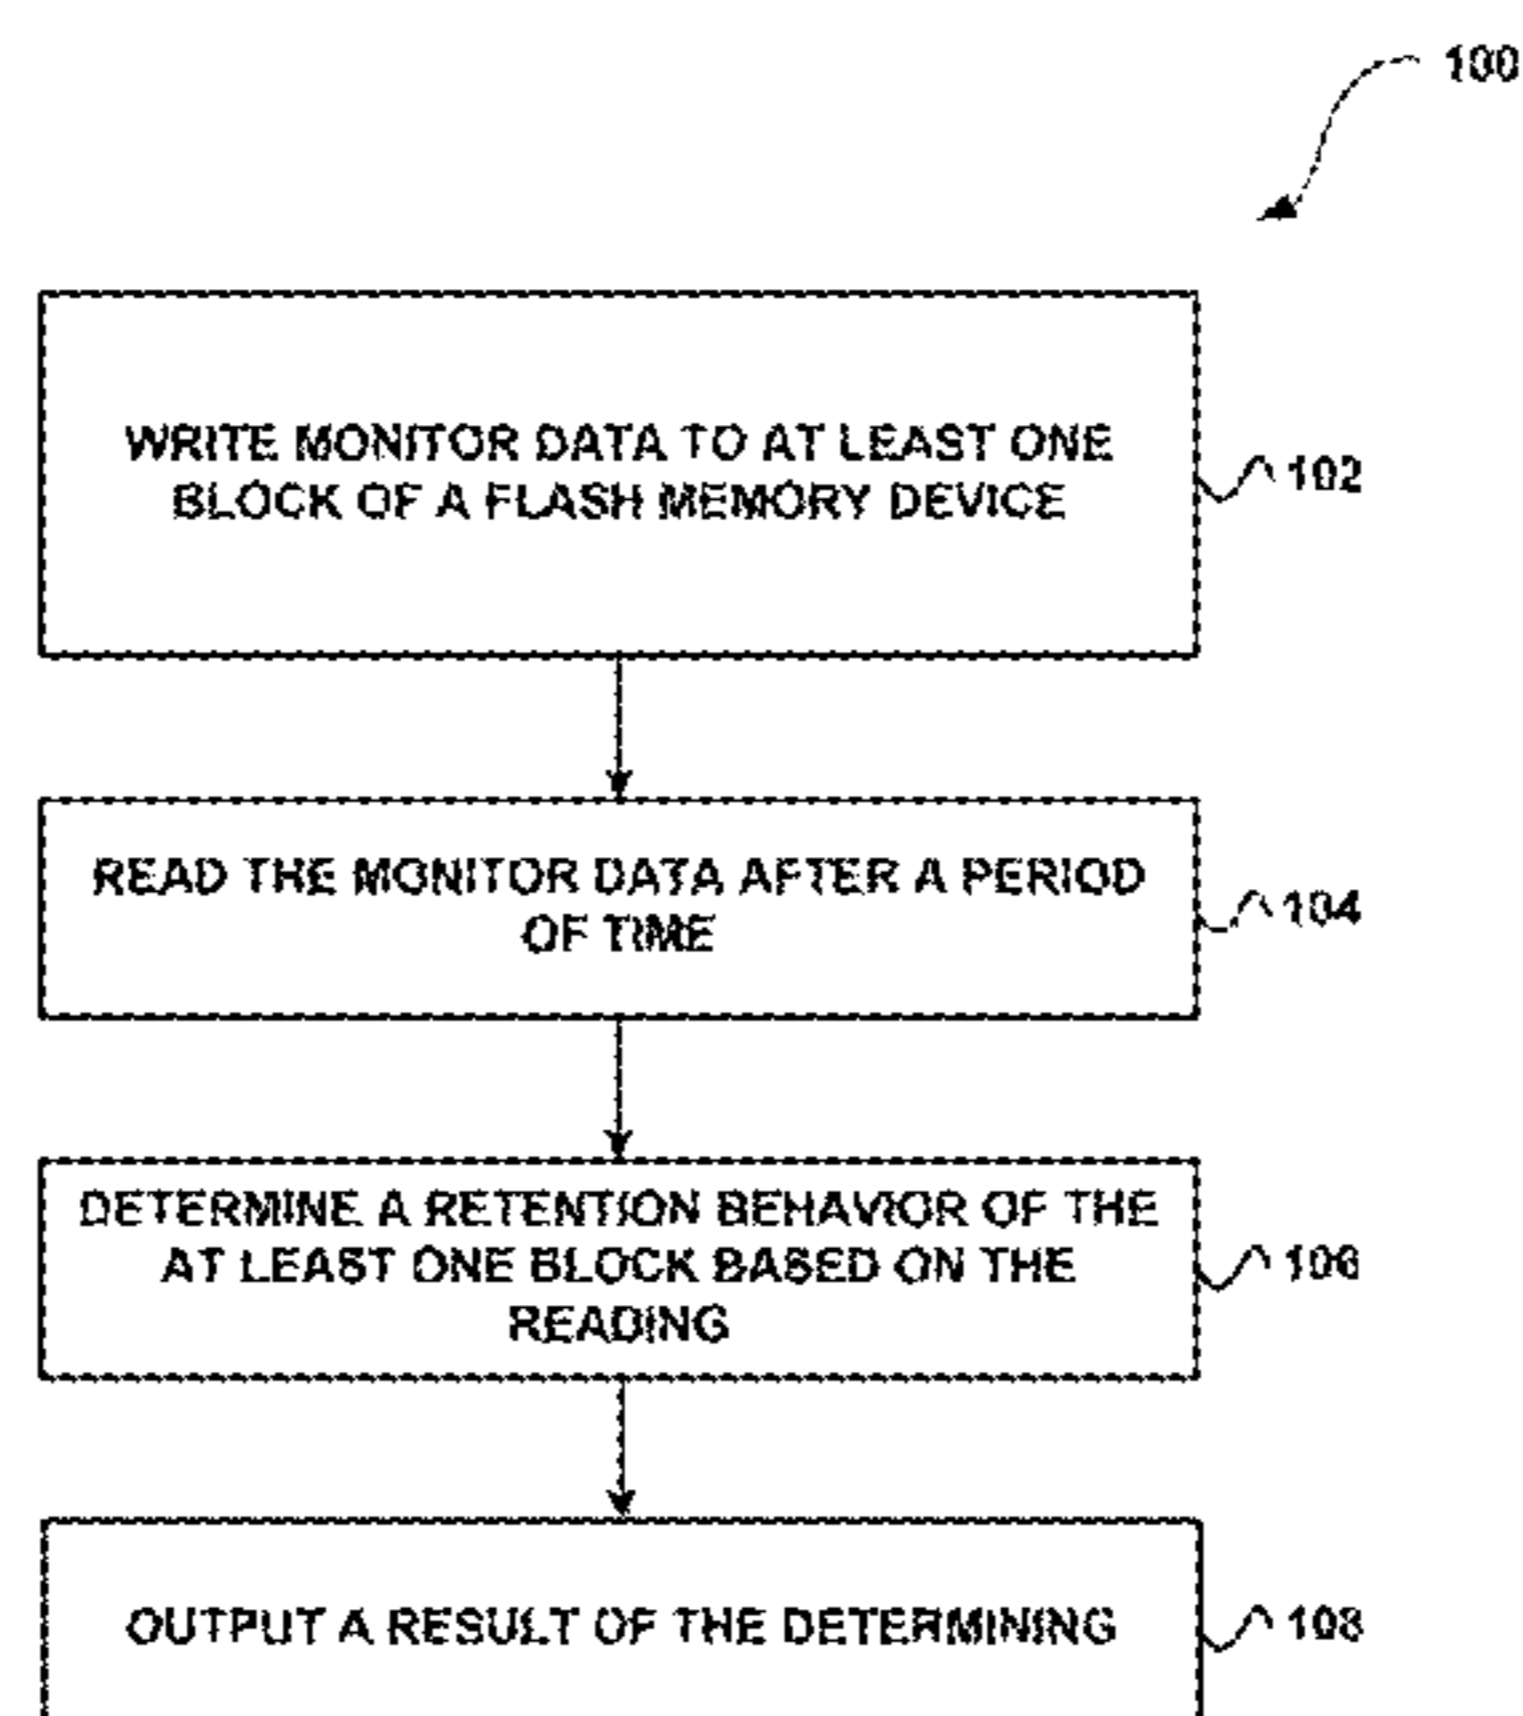 100
WRITE MONITOR DATA TO AT LEAST ONE
BLOCK OF A FLASH MEMORY DEVICE
102
READ THE MONITOR DATA AFTER A PERIOD
OF TIME
104
DETERMINE A RETENTION BEHAVIOR OF THE
AT LEAST ONE BLOCK BASED ON THE
READING
106
OUTPUT A RESULT OF THE DETERMINING
108